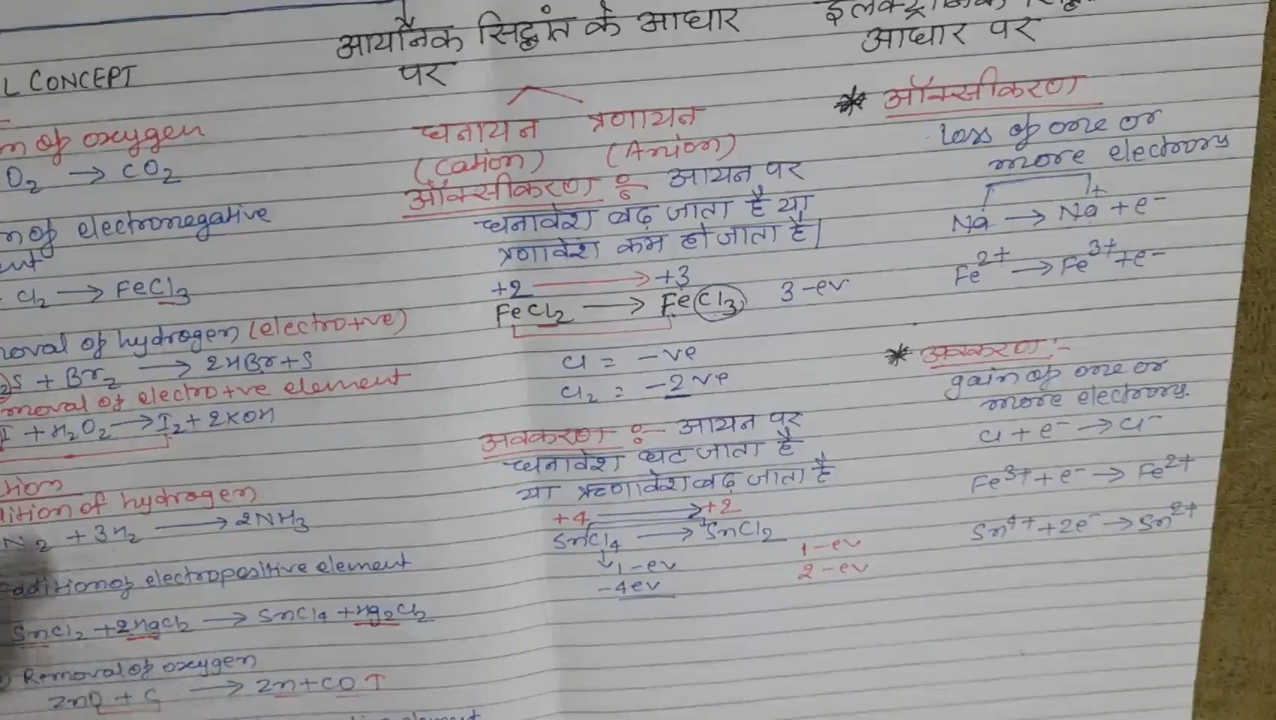 L CONCEPT
n of oxygen
O2 → CO2
n of electronegative
Cl2 → FeCl3
moval of hydrogen (electro+ve)
S + Br2 → 2HBr+S
moval of electro+ve element
I + H2O2 → I2 + 2KOH
tion
ition of hydrogen
N2 + 3H2 → 2NH3
addition of electropositive element
SnCl2 + 2HgCl2 → SnCl4 + Hg2Cl2
Removal of oxygen
ZnO + C → Zn + CO↑
आयौनिक सिद्धांत के आधार
पर
धनायन त्रणायन
(Cation) (Anion)
ऑक्सीकरण : आयन पर
धनावेश बढ़ जाता है या
त्रणावेश कम हो जाता है।
+2 → +3
FeCl2 → FeCl3 3-ev
Cl = -ve
Cl2 = -2ve
अवकरण : आयन पर
धनावेश घट जाता है
या ऋणावेश बढ़ जाता है
+4 → +2
SnCl4 → SnCl2
1-ev 1-ev
-4ev 2-ev
आधार पर
* ऑक्सीकरण
loss of one or
more electrons
Na → Na+ + e-
Fe2+ → Fe3+ + e-
* अवकरण :-
gain of one or
more electrons.
Cl + e- → Cl-
Fe3+ + e- → Fe2+
Sn4+ + 2e- → Sn2+